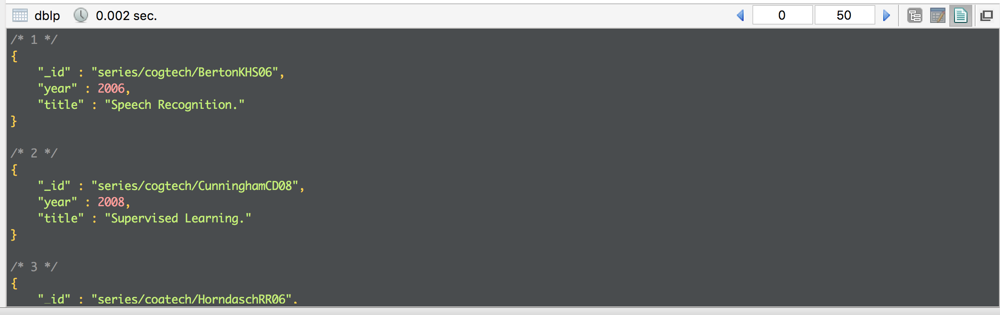 dblp 0.002 sec. 0 50
/* 1 */
{
    "_id" : "series/cogtech/BertonKHS06",
    "year" : 2006,
    "title" : "Speech Recognition."
}

/* 2 */
{
    "_id" : "series/cogtech/CunninghamCD08",
    "year" : 2008,
    "title" : "Supervised Learning."
}

/* 3 */
{
    "_id" : "series/cogtech/HorndaschRR06",